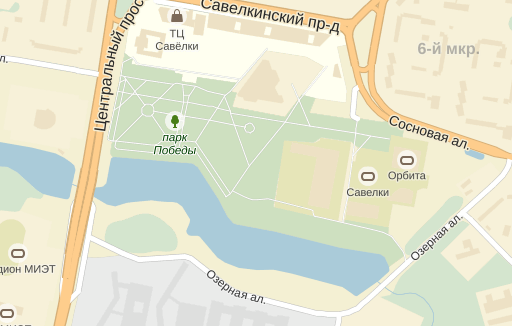 Савелкинский пр-д
ТЦ
Савёлки
6-й мкр.
Центральный прос
л.
парк
Победы
Сосновая ал.
Орбита
Савелки
Озерная ал.
дион МИЭТ
Озерная ал.